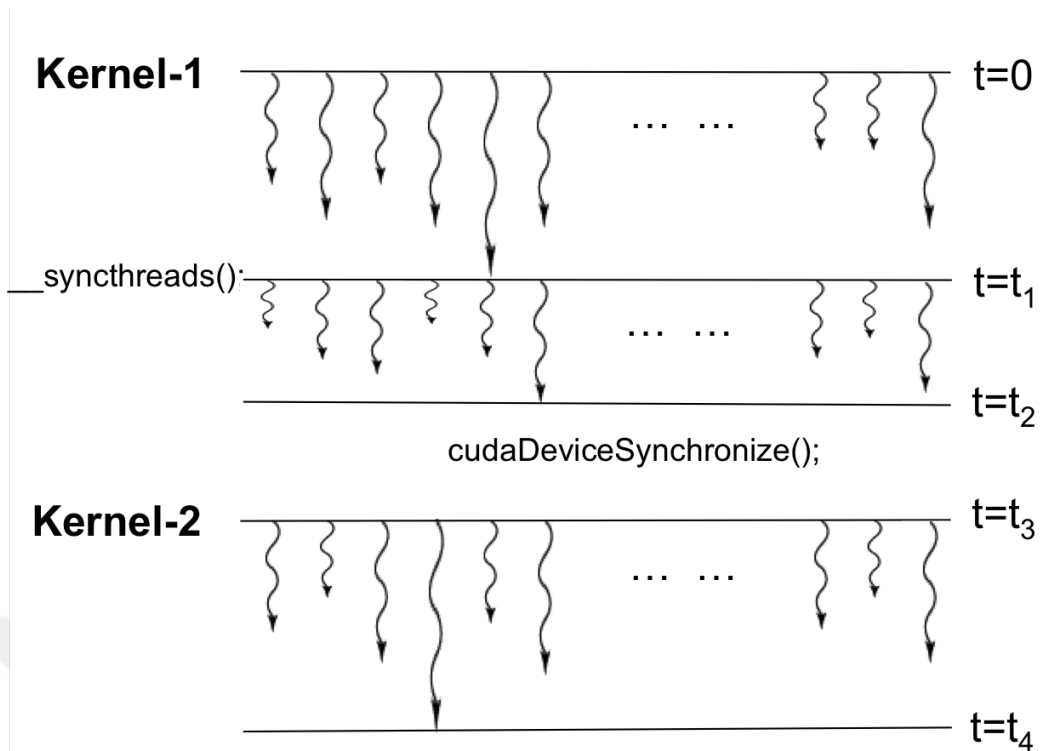 Kernel-1 t=0
... ...
__syncthreads(); t=t₁
... ...
t=t₂
cudaDeviceSynchronize();
Kernel-2 t=t₃
... ...
t=t₄